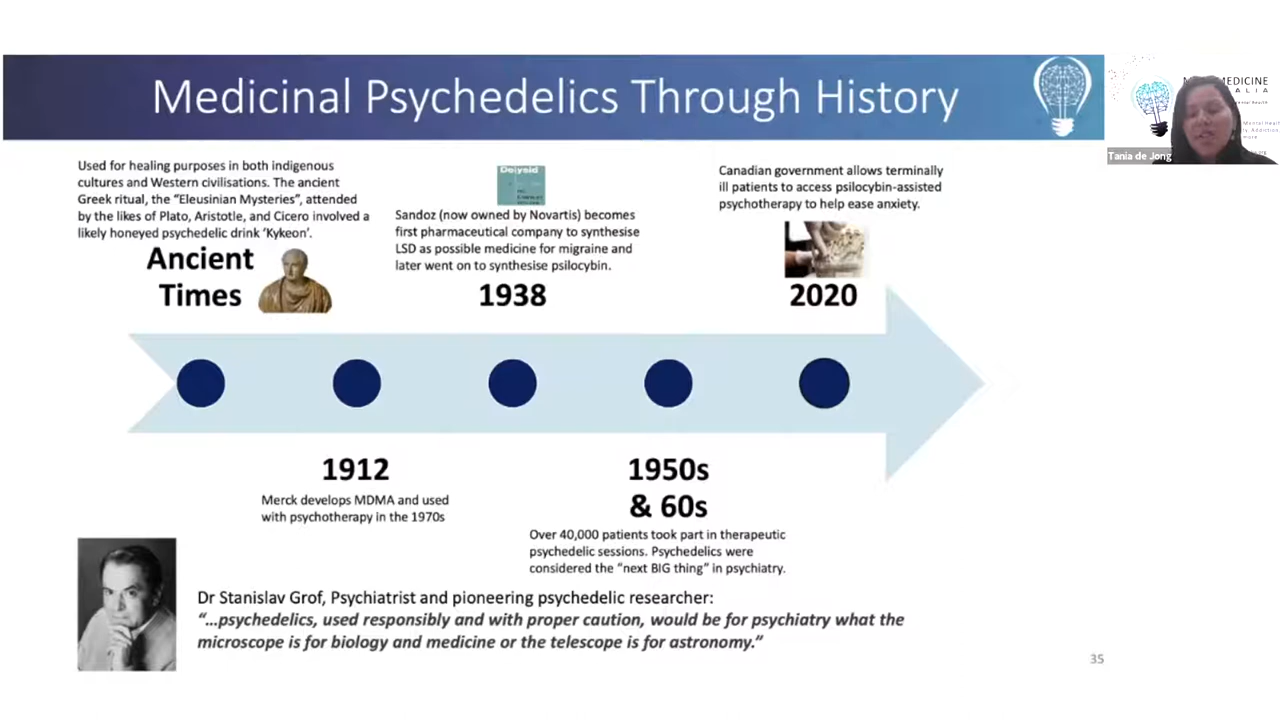 Medicinal Psychedelics Through History
MEDICINE
Tania de Jong
Used for healing purposes in both indigenous
cultures and Western civilisations. The ancient
Greek ritual, the “Eleusinian Mysteries”, attended
by the likes of Plato, Aristotle, and Cicero involved a
likely honeyed psychedelic drink ‘Kykeon’.
Ancient
Times
Delysid
Sandoz (now owned by Novartis) becomes
first pharmaceutical company to synthesise
LSD as possible medicine for migraine and
later went on to synthesise psilocybin.
1938
Canadian government allows terminally
ill patients to access psilocybin-assisted
psychotherapy to help ease anxiety.
2020
1912
Merck develops MDMA and used
with psychotherapy in the 1970s
1950s
& 60s
Over 40,000 patients took part in therapeutic
psychedelic sessions. Psychedelics were
considered the “next BIG thing” in psychiatry.
Dr Stanislav Grof, Psychiatrist and pioneering psychedelic researcher:
“…psychedelics, used responsibly and with proper caution, would be for psychiatry what the
microscope is for biology and medicine or the telescope is for astronomy.”
35